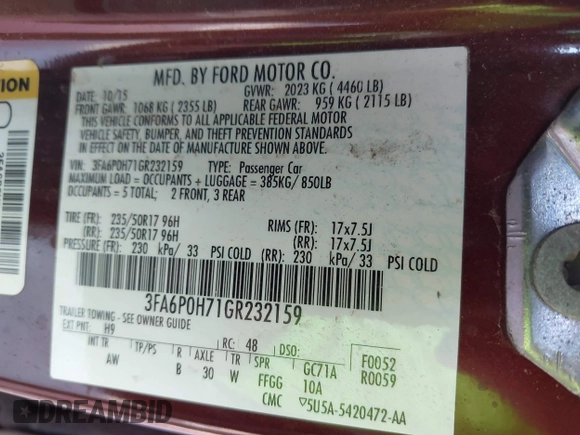 MFD. BY FORD MOTOR CO.
DATE: 10/15 GVWR: 2023 KG ( 4460 LB)
FRONT GAWR: 1068 KG ( 2355 LB) REAR GAWR: 959 KG ( 2115 LB)
THIS VEHICLE CONFORMS TO ALL APPLICABLE FEDERAL MOTOR
VEHICLE SAFETY, BUMPER, AND THEFT PREVENTION STANDARDS
IN EFFECT ON THE DATE OF MANUFACTURE SHOWN ABOVE.
VIN: 3FA6P0H71GR232159 TYPE: Passenger Car
MAXIMUM LOAD = OCCUPANTS + LUGGAGE = 385KG/ 850LB
OCCUPANTS = 5 TOTAL; 2 FRONT, 3 REAR
TIRE (FR): 235/50R17 96H RIMS (FR): 17x7.5J
(RR): 235/50R17 96H (RR): 17x7.5J
PRESSURE (FR): 230 kPa/ 33 PSI COLD (RR): 230 kPa/ 33 PSI COLD
3FA6P0H71GR232159
TRAILER TOWING - SEE OWNER GUIDE
EXT PNT: H9 RC: 48 DSO: F0052
INT TR TP/PS R AXLE TR SPR GC71A R0059
AW B 30 W FFGG 10A
CMC ▽5U5A-5420472-AA